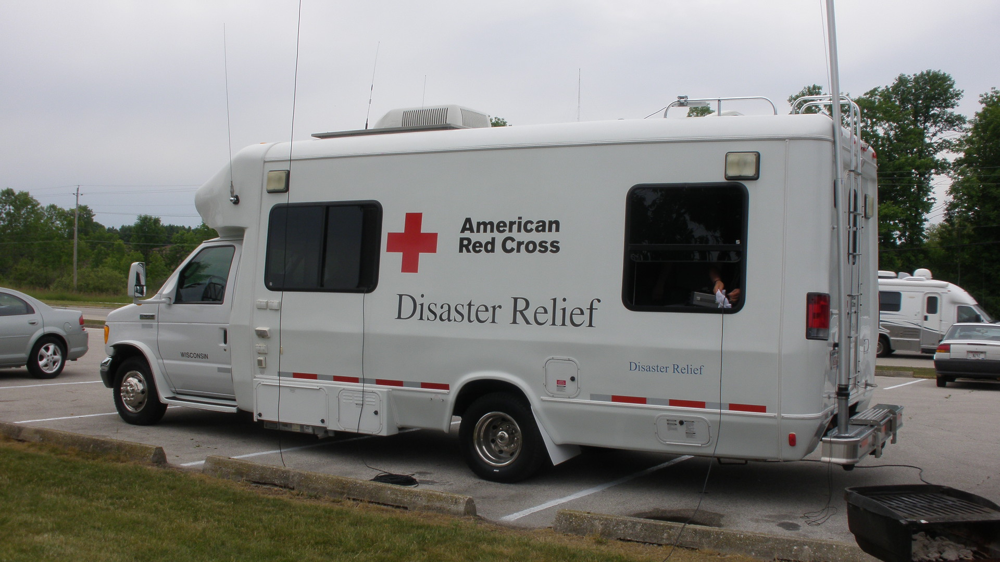 American
Red Cross
Disaster Relief
WISCONSIN
Disaster Relief